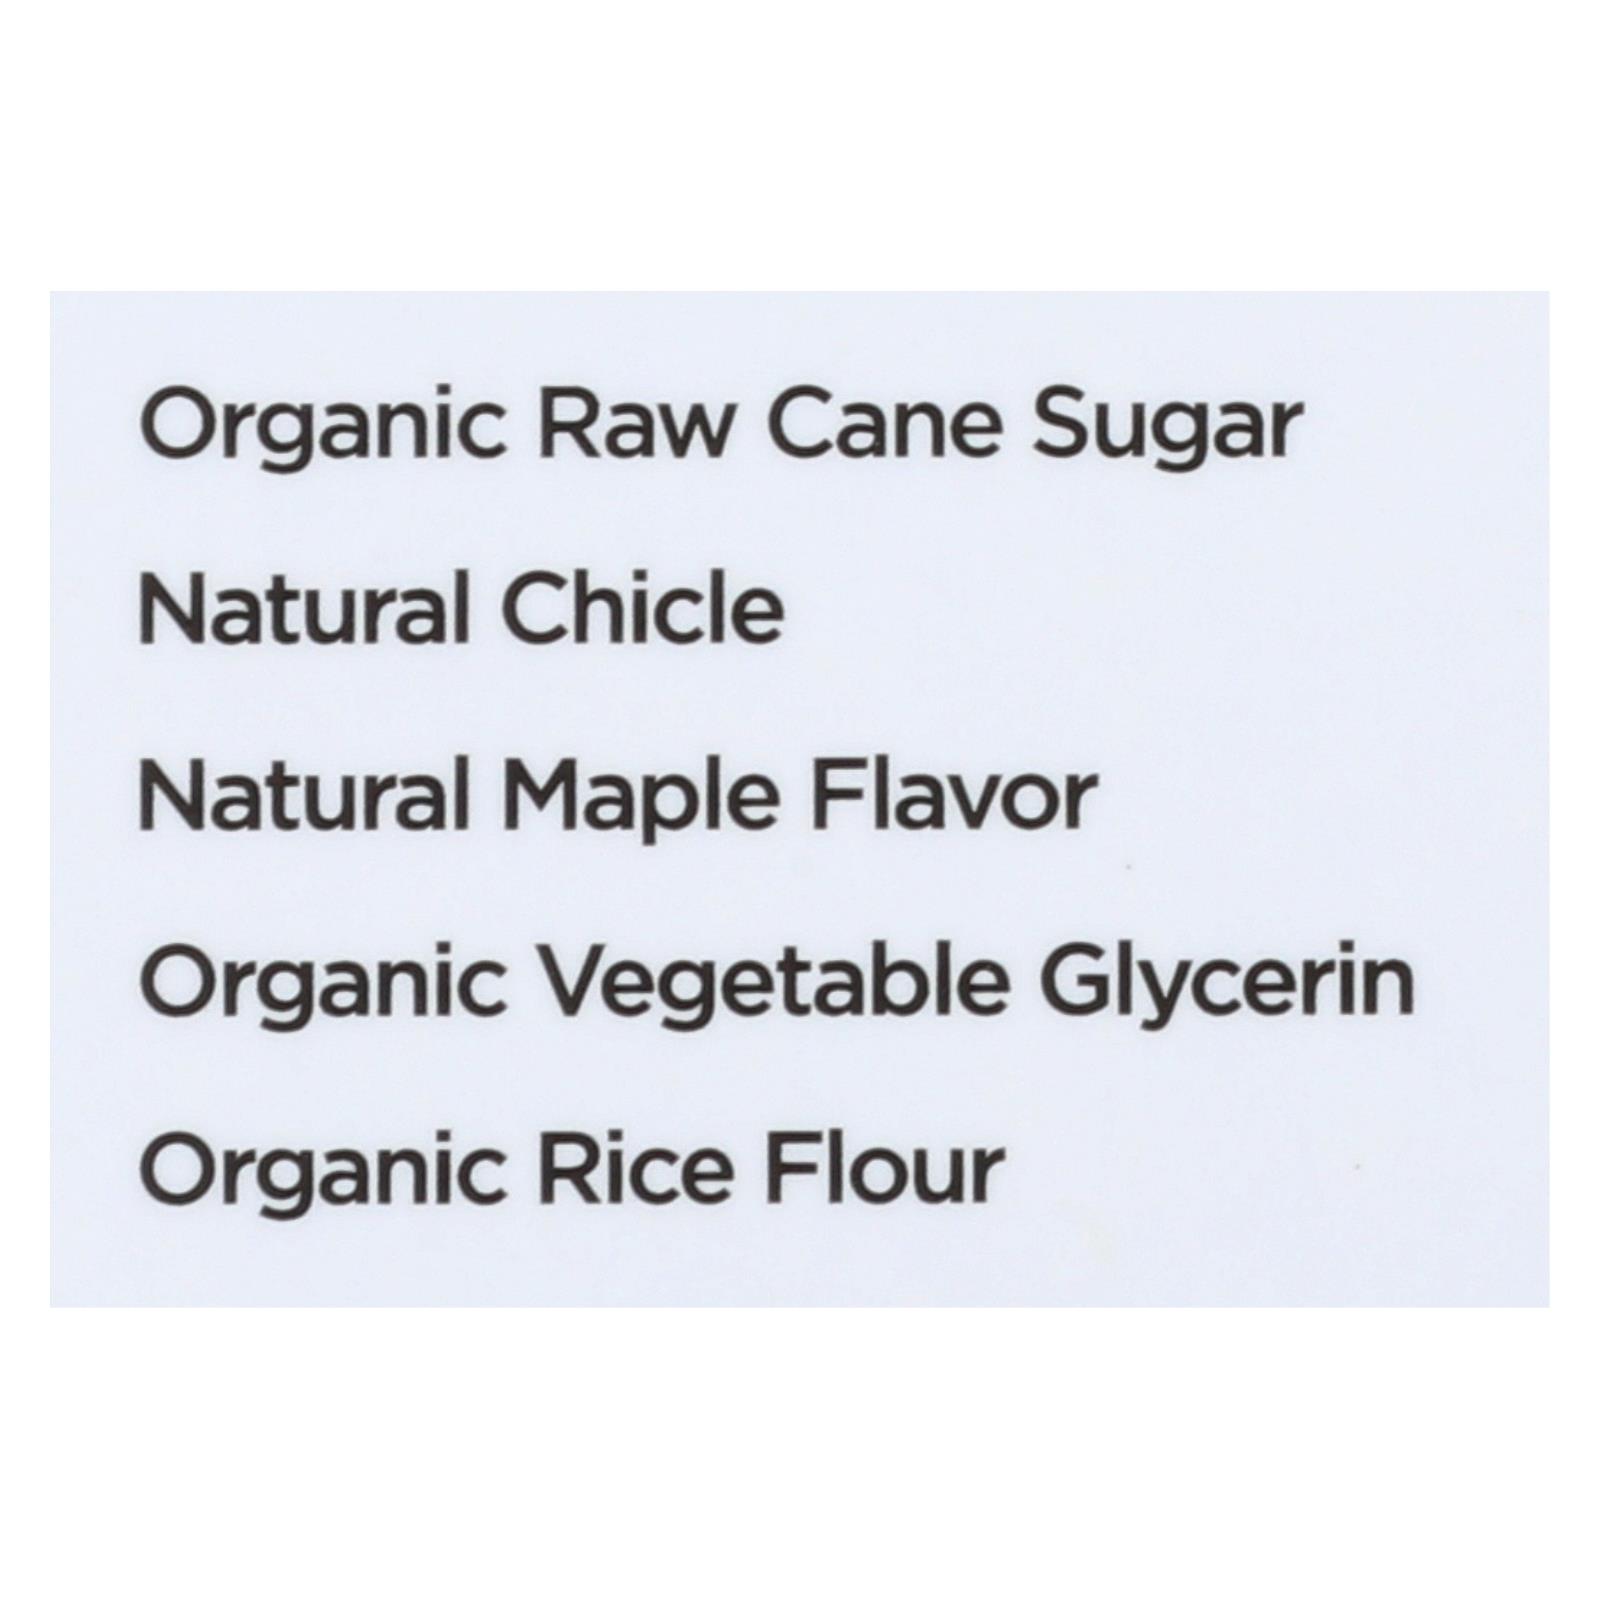 Organic Raw Cane Sugar
Natural Chicle
Natural Maple Flavor
Organic Vegetable Glycerin
Organic Rice Flour